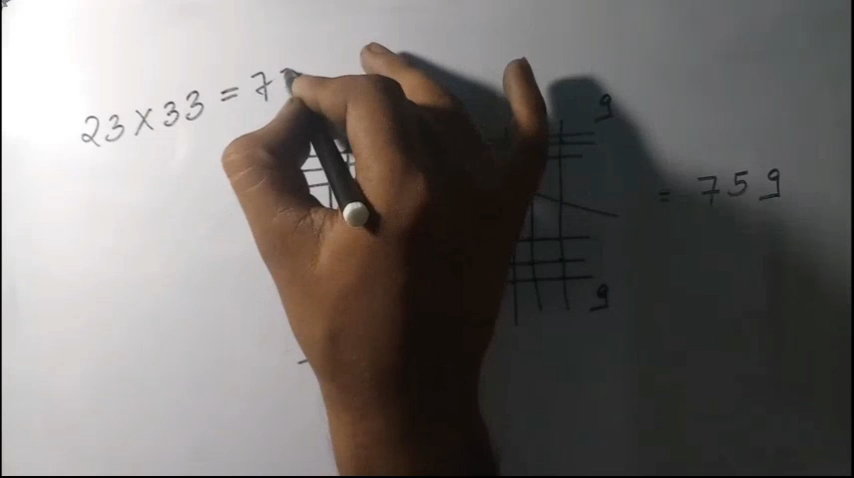 23 x 33 = 7
9
= 759
9